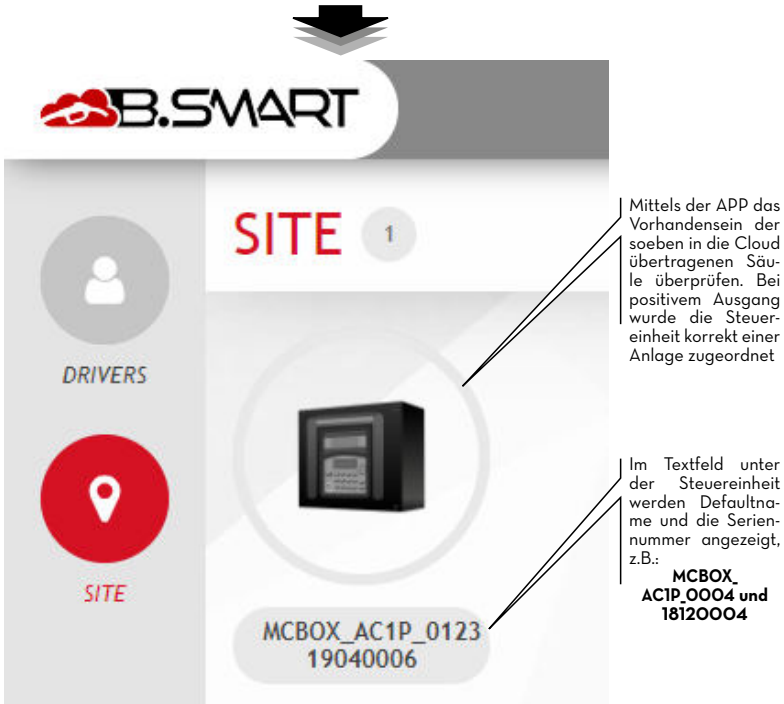 B.SMART
SITE 1
DRIVERS
SITE
MCBOX_AC1P_0123
19040006
Mittels der APP das
Vorhandensein der
soeben in die Cloud
übertragenen Säu-
le überprüfen. Bei
positivem Ausgang
wurde die Steuer-
einheit korrekt einer
Anlage zugeordnet
Im Textfeld unter
der Steuereinheit
werden Defaultna-
me und die Serien-
nummer angezeigt,
z.B.:
MCBOX_
AC1P_0004 und
18120004